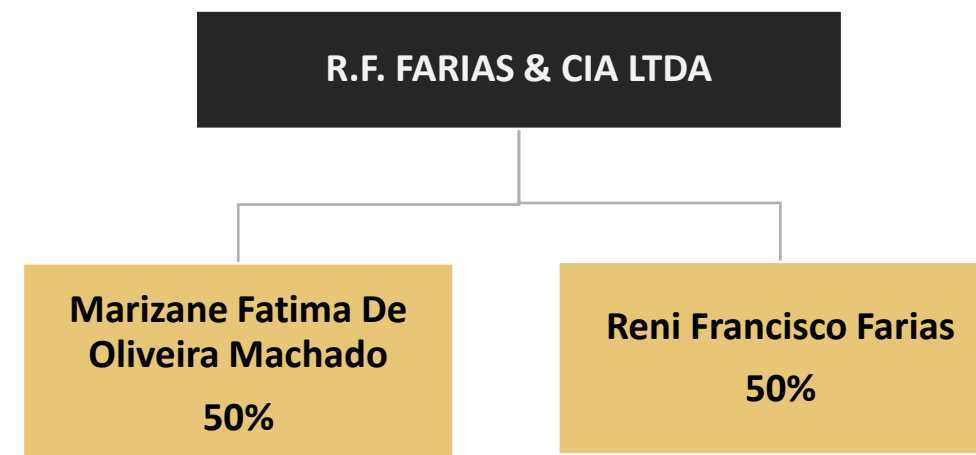 R.F. FARIAS & CIA LTDA
Marizane Fatima De
Oliveira Machado
50%
Reni Francisco Farias
50%